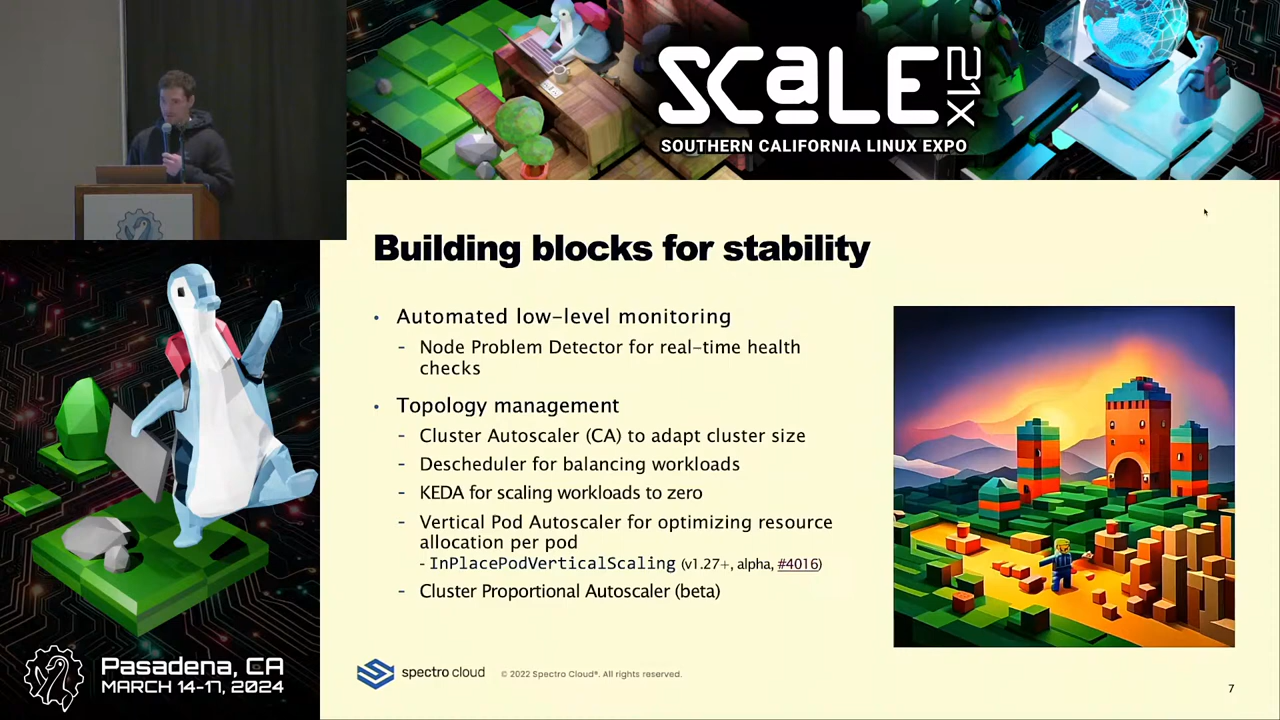 SCaLE 21X
SOUTHERN CALIFORNIA LINUX EXPO
Building blocks for stability
• Automated low-level monitoring
- Node Problem Detector for real-time health
checks
• Topology management
- Cluster Autoscaler (CA) to adapt cluster size
- Descheduler for balancing workloads
- KEDA for scaling workloads to zero
- Vertical Pod Autoscaler for optimizing resource
allocation per pod
- InPlacePodVerticalScaling (v1.27+, alpha, #4016)
- Cluster Proportional Autoscaler (beta)
spectro cloud © 2022 Spectro Cloud®. All rights reserved.
7
Pasadena, CA
MARCH 14-17, 2024